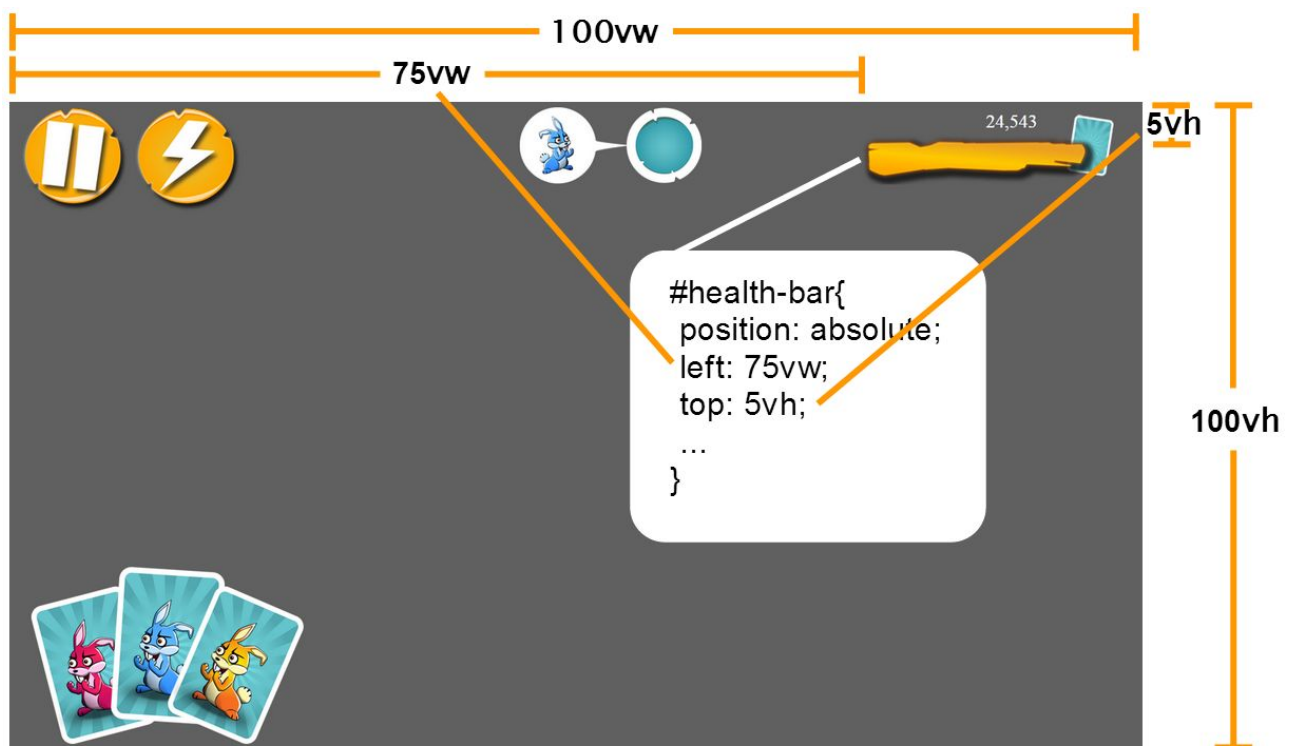 100vw
75vw
24,543
5vh
#health-bar{
position: absolute;
left: 75vw;
top: 5vh;
...
}
100vh